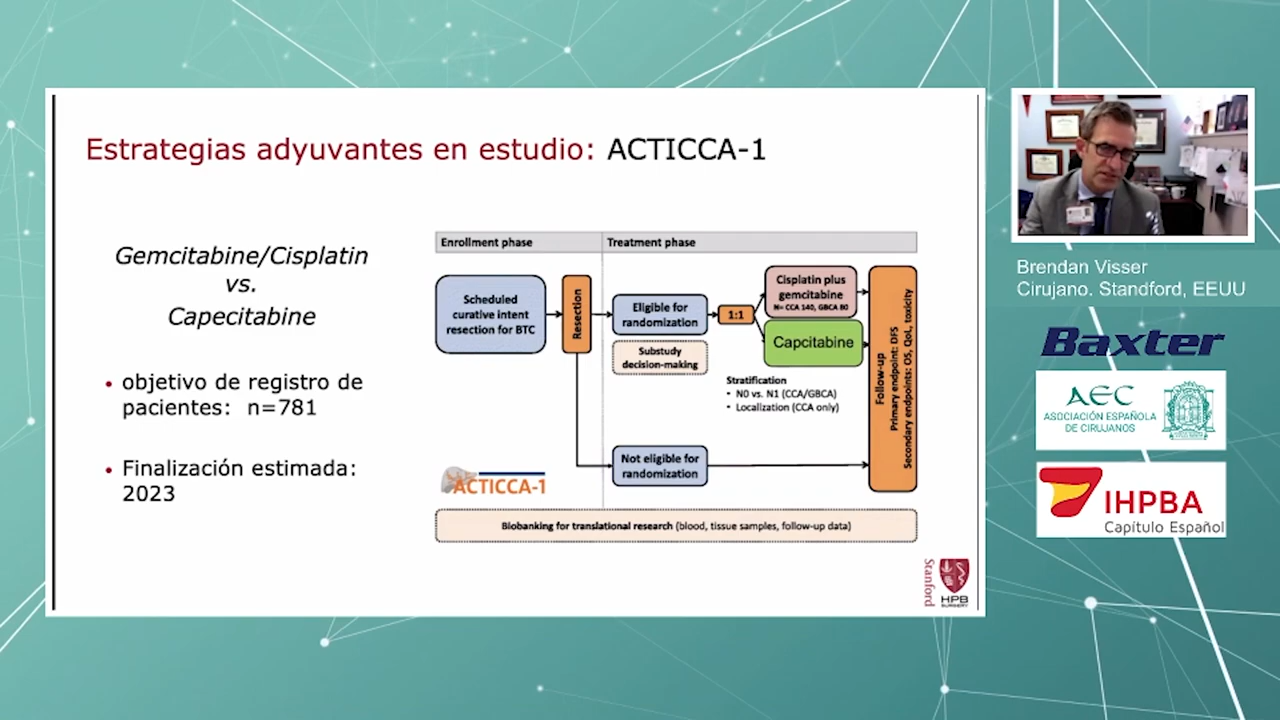 Estrategias adyuvantes en estudio: ACTICCA-1
Gemcitabine/Cisplatin
vs.
Capecitabine
• objetivo de registro de
pacientes: n=781
• Finalización estimada:
2023
Enrollment phase
Treatment phase
Scheduled
curative intent
resection for BTC
Resection
Eligible for
randomization
Substudy
decision-making
1:1
Cisplatin plus
gemcitabine
N= CCA 140, GBCA 80
Capcitabine
Stratification
• N0 vs. N1 (CCA/GBCA)
• Localization (CCA only)
Not eligible for
randomization
Follow-up
Primary endpoint: DFS
Secondary endpoints: OS, QoL, toxicity
ACTICCA-1
Biobanking for translational research (blood, tissue samples, follow-up data)
Stanford
HPB
SURGERY
Brendan Visser
Cirujano. Standford, EEUU
Baxter
AEC
ASOCIACIÓN ESPAÑOLA
DE CIRUJANOS
IHPBA
Capítulo Español